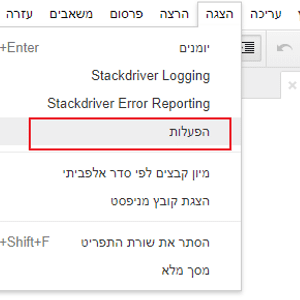 עריכה הצגה הרצה פרסום משאבים עזרה
יומנים +Enter
Stackdriver Logging
Stackdriver Error Reporting
הפעלות
מיון קבצים לפי סדר אלפביתי
הצגת קובץ מניפסט
הסתר את שורת התפריט +Shift+F
מסך מלא